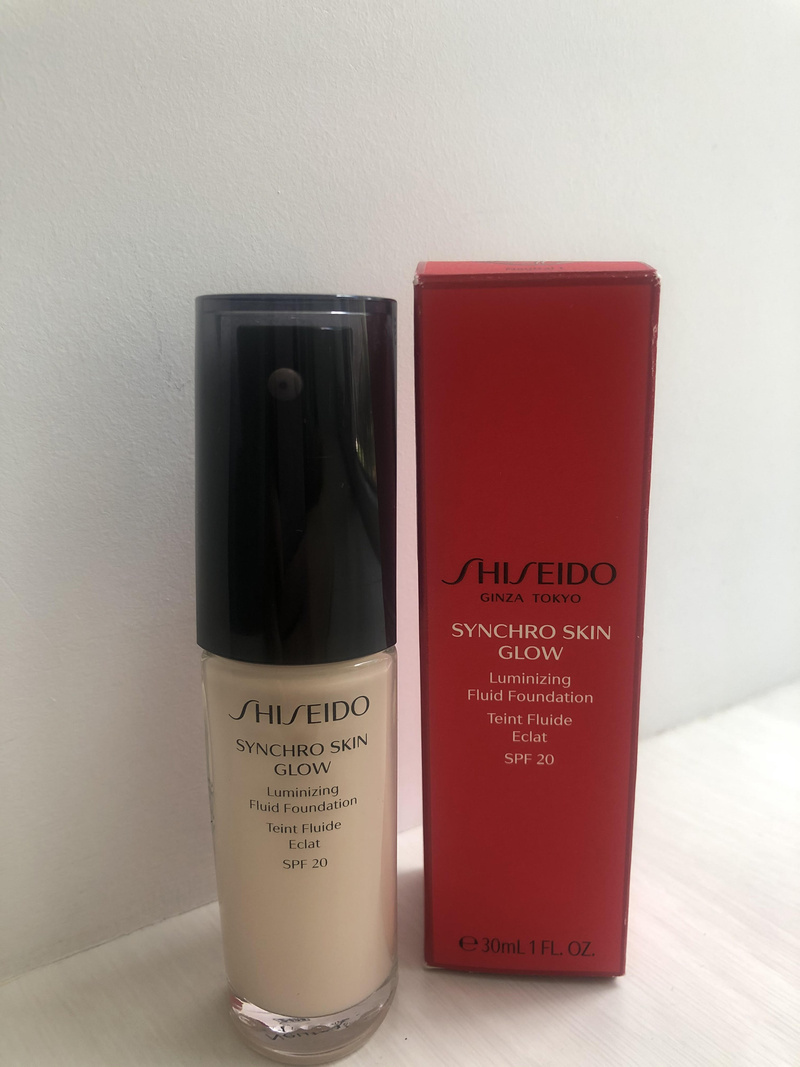 SHISEIDO
SYNCHRO SKIN
GLOW
Luminizing
Fluid Foundation
Teint Fluide
Eclat
SPF 20
SHISEIDO
GINZA TOKYO
SYNCHRO SKIN
GLOW
Luminizing
Fluid Foundation
Teint Fluide
Eclat
SPF 20
℮30mL 1 FL. OZ.